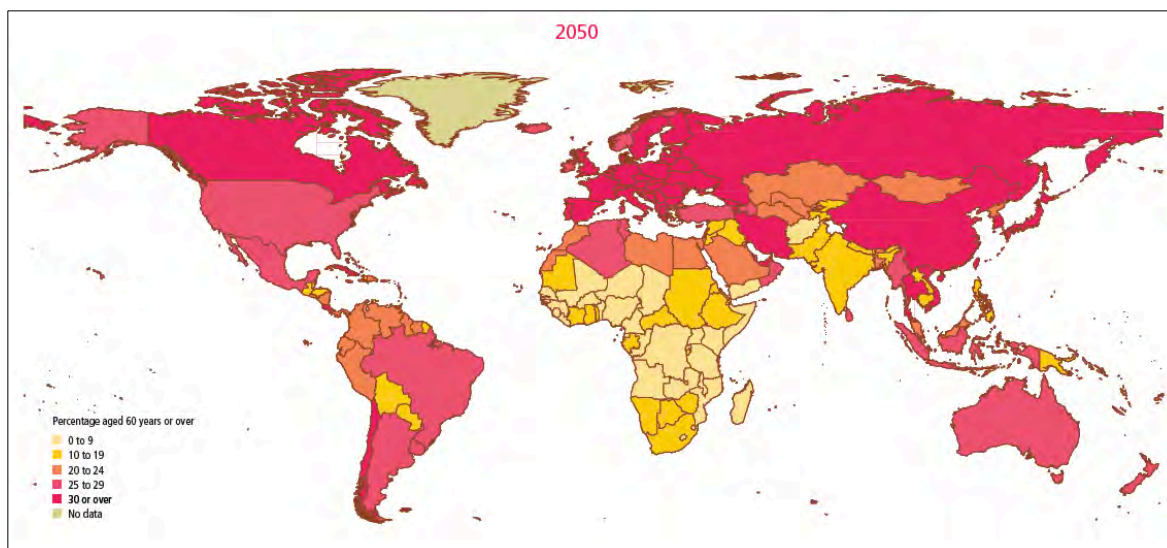 2050
Percentage aged 60 years or over
0 to 9
10 to 19
20 to 24
25 to 29
30 or over
No data